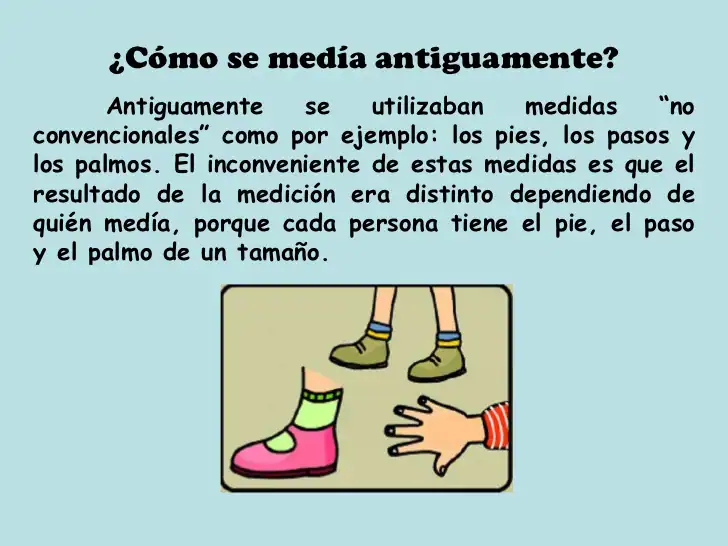 ¿Cómo se medía antiguamente?
Antiguamente se utilizaban medidas “no
convencionales” como por ejemplo: los pies, los pasos y
los palmos. El inconveniente de estas medidas es que el
resultado de la medición era distinto dependiendo de
quién medía, porque cada persona tiene el pie, el paso
y el palmo de un tamaño.